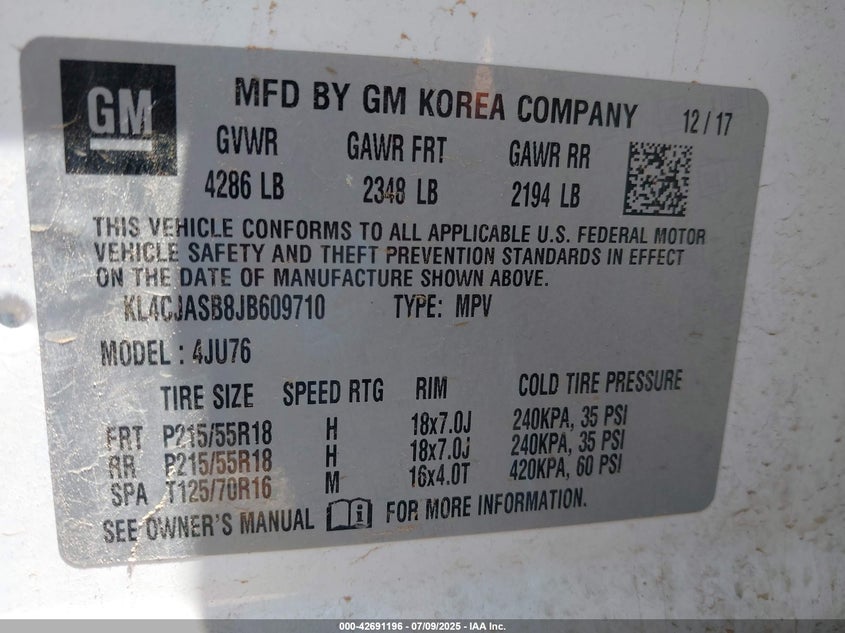 GM
MFD BY GM KOREA COMPANY 12/17
GVWR GAWR FRT GAWR RR
4286 LB 2348 LB 2194 LB
THIS VEHICLE CONFORMS TO ALL APPLICABLE U.S. FEDERAL MOTOR
VEHICLE SAFETY AND THEFT PREVENTION STANDARDS IN EFFECT
ON THE DATE OF MANUFACTURE SHOWN ABOVE.
KL4CJASB8JB609710 TYPE: MPV
MODEL : 4JU76
TIRE SIZE SPEED RTG RIM COLD TIRE PRESSURE
FRT P215/55R18 H 18x7.0J 240KPA, 35 PSI
RR P215/55R18 H 18x7.0J 240KPA, 35 PSI
SPA T125/70R16 M 16x4.0T 420KPA, 60 PSI
SEE OWNER'S MANUAL i FOR MORE INFORMATION.
000-42691196 - 07/09/2025 - IAA Inc.